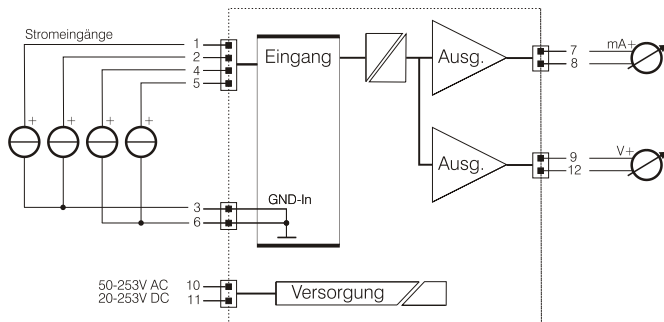 Stromeingänge
1
2
4
5
+ + + +
Eingang
Ausg.
7
8
mA+
Ausg.
9
12
V+
3
6
GND-In
50-253V AC 10
20-253V DC 11
Versorgung